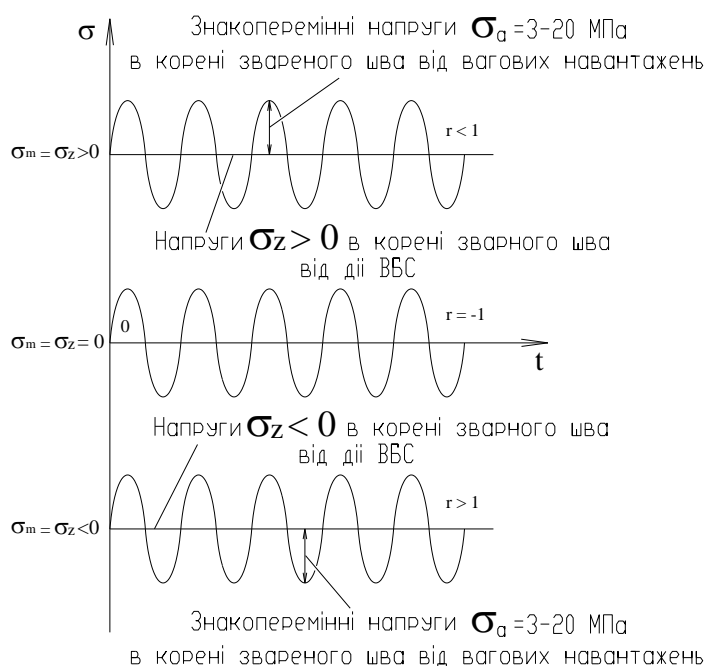 σ
Знакоперемінні напруги σa =3-20 МПа
в корені звареного шва від вагових навантажень
r < 1
σm = σz>0
Напруги σz > 0 в корені зварного шва
від дії ВБС
0
r = -1
σm = σz= 0
t
Напруги σz < 0 в корені зварного шва
від дії ВБС
r > 1
σm = σz<0
Знакоперемінні напруги σa =3-20 МПа
в корені звареного шва від вагових навантажень